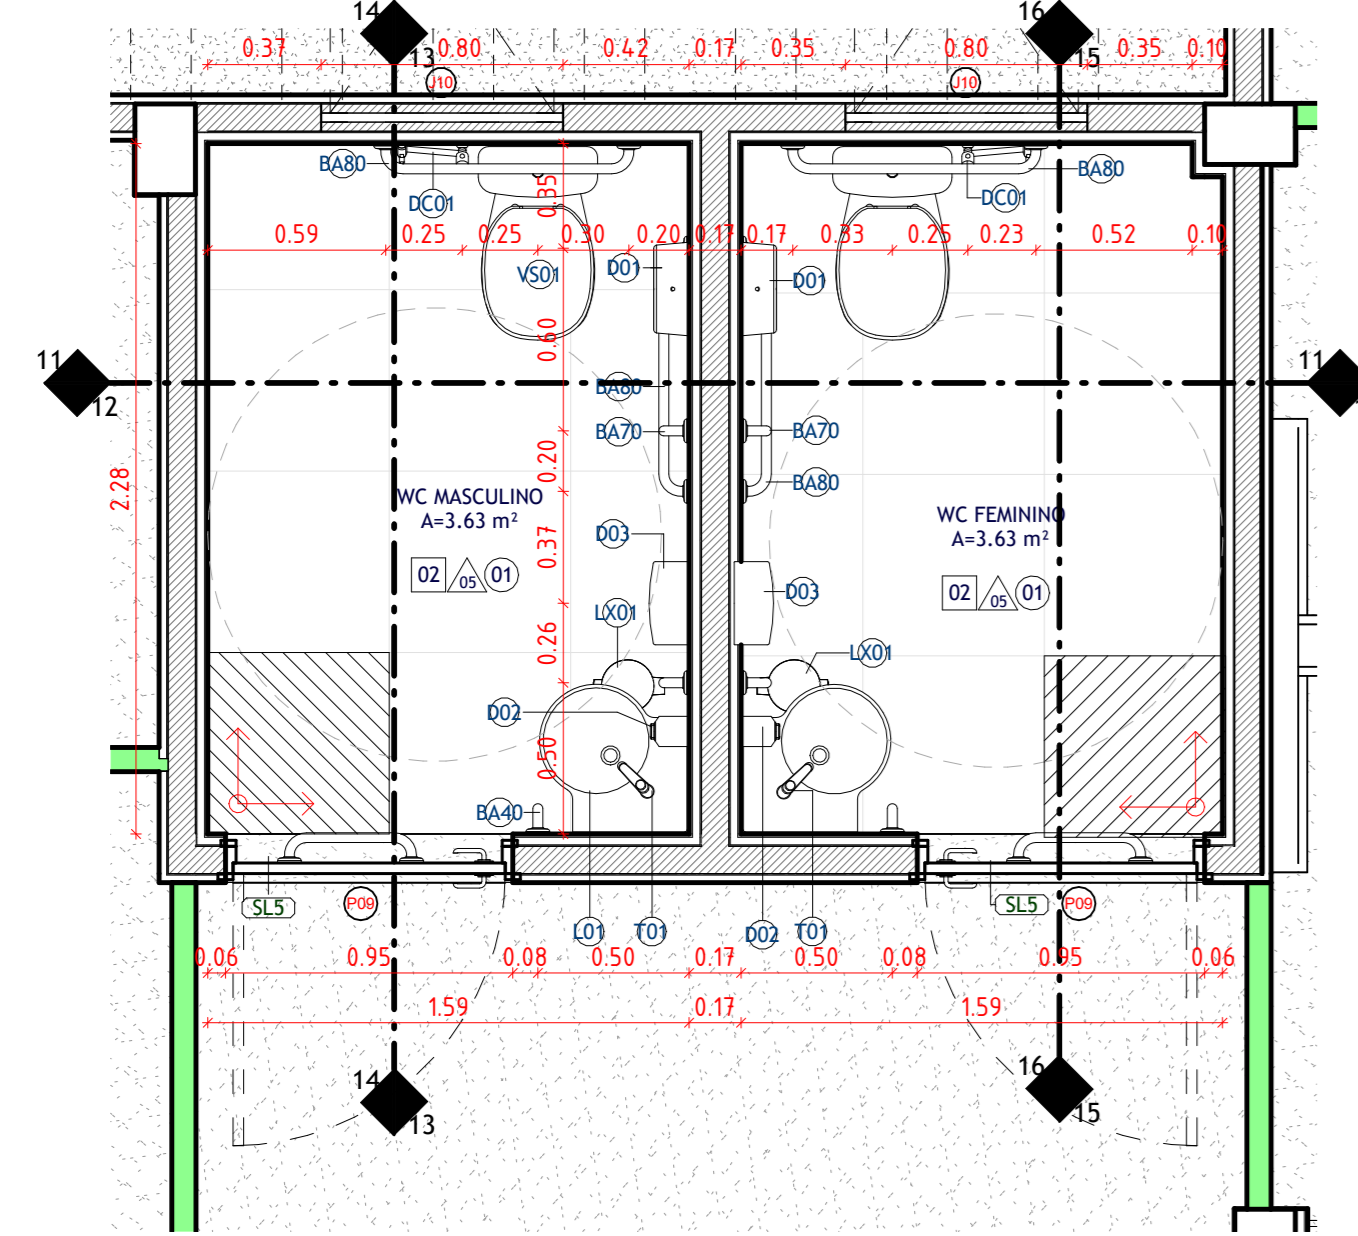 14
16
0.37
0.80
0.42
0.17
0.35
0.80
0.35
0.10
13
15
J10
J10
BA80
BA80
DC01
DC01
0.35
0.59
0.25
0.25
0.30
0.20
0.17
0.17
0.33
0.25
0.23
0.52
0.10
VS01
D01
D01
0.60
11
11
12
BA80
BA70
BA70
2.28
0.20
BA80
WC MASCULINO
A=3.63 m²
WC FEMININO
A=3.63 m²
D03
0.37
02
05
01
02
05
01
D03
LX01
0.26
LX01
D02
0.50
BA40
SL5
P09
SL5
P09
L01
T01
D02
T01
0.06
0.95
0.08
0.50
0.17
0.50
0.08
0.95
0.06
1.59
0.17
1.59
14
16
13
15